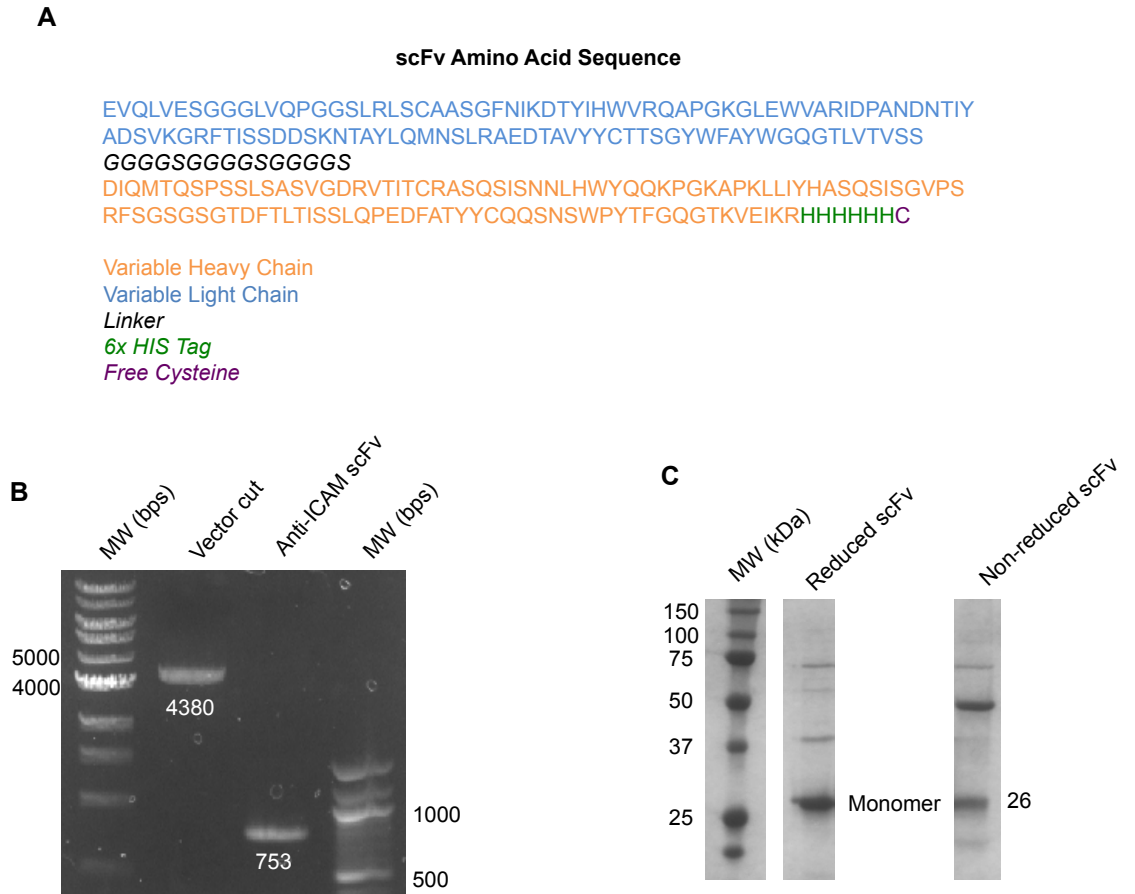 A
scFv Amino Acid Sequence
EVQLVESGGGLVQPGGSLRLSCAASGFNIKDTYIHWVRQAPGKGLEWVARIDPANDNTIY
ADSVKGRFTISSDDSKNTAYLQMNSLRAEDTAVYYCTTSGYWFAYWGQGTLVTVSS
GGGGSGGGGSGGGGS
DIQMTQSPSSLSASVGDRVTITCRASQSISNNLHWYQQKPGKAPKLLIYHASQSISGVPS
RFSGSGSGTDFTLTISSLQPEDFATYYCQQSNSWPYTFGQGTKVEIKRHHHHHHC
Variable Heavy Chain
Variable Light Chain
Linker
6x HIS Tag
Free Cysteine
B
MW (bps)
Vector cut
Anti-ICAM scFv
MW (bps)
5000
4000
4380
753
1000
500
C
MW (kDa)
Reduced scFv
Non-reduced scFv
150
100
75
50
37
25
Monomer
26